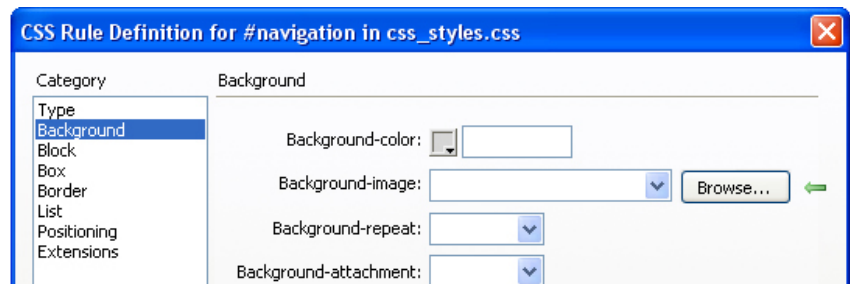 CSS Rule Definition for #navigation in css_styles.css
Category
Background
Type
Background
Block
Box
Border
List
Positioning
Extensions
Background-color:
Background-image:
Browse...
Background-repeat:
Background-attachment: